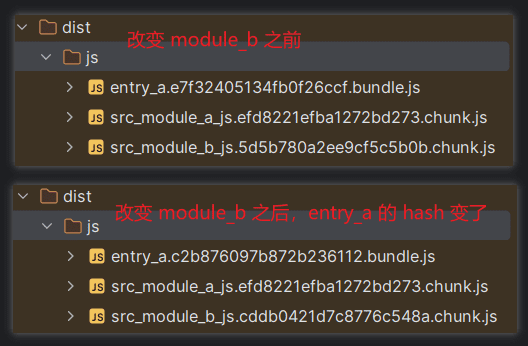 dist
改变 module_b 之前
js
JS entry_a.e7f32405134fb0f26ccf.bundle.js
JS src_module_a_js.efd8221efba1272bd273.chunk.js
JS src_module_b_js.5d5b780a2ee9cf5c5b0b.chunk.js
dist
改变 module_b 之后，entry_a 的 hash 变了
js
JS entry_a.c2b876097b872b236112.bundle.js
JS src_module_a_js.efd8221efba1272bd273.chunk.js
JS src_module_b_js.cddb0421d7c8776c548a.chunk.js